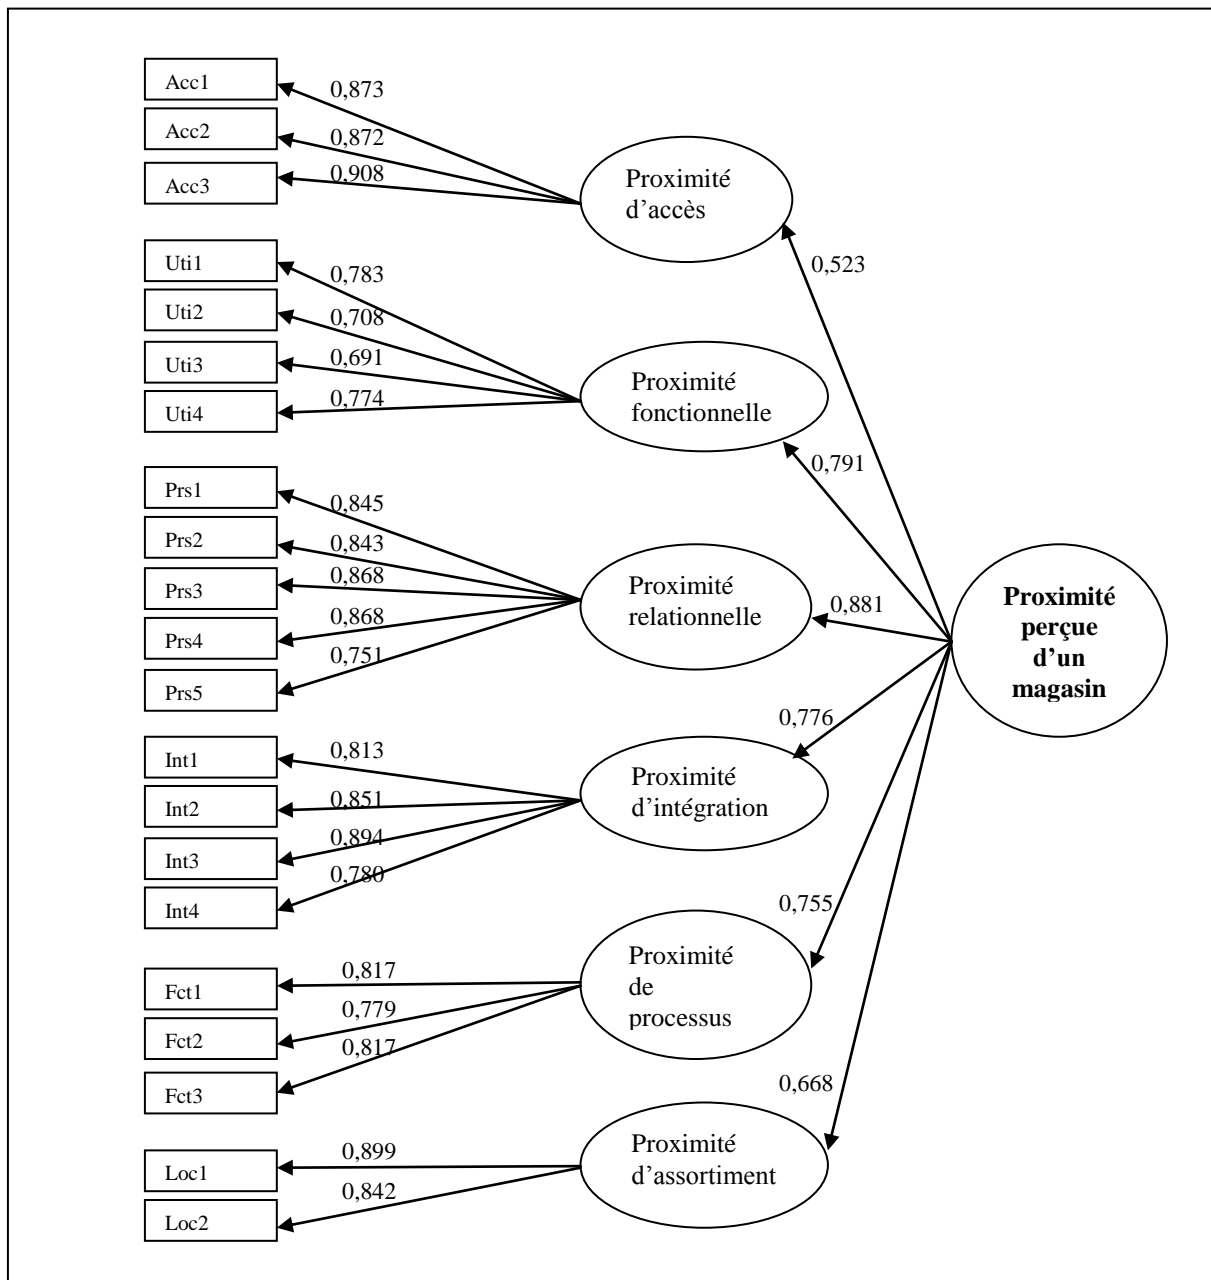 Acc1
0,873
Acc2
0,872
Acc3
0,908
Proximité
d’accès
0,523
Uti1
0,783
Uti2
0,708
Uti3
0,691
Uti4
0,774
Proximité
fonctionnelle
0,791
Prs1
0,845
Prs2
0,843
Prs3
0,868
Prs4
0,868
Prs5
0,751
Proximité
relationnelle
0,881
Proximité
perçue
d’un
magasin
Int1
0,813
Int2
0,851
Int3
0,894
Int4
0,780
Proximité
d’intégration
0,776
Fct1
0,817
Fct2
0,779
Fct3
0,817
Proximité
de
processus
0,755
Loc1
0,899
Loc2
0,842
Proximité
d’assortiment
0,668